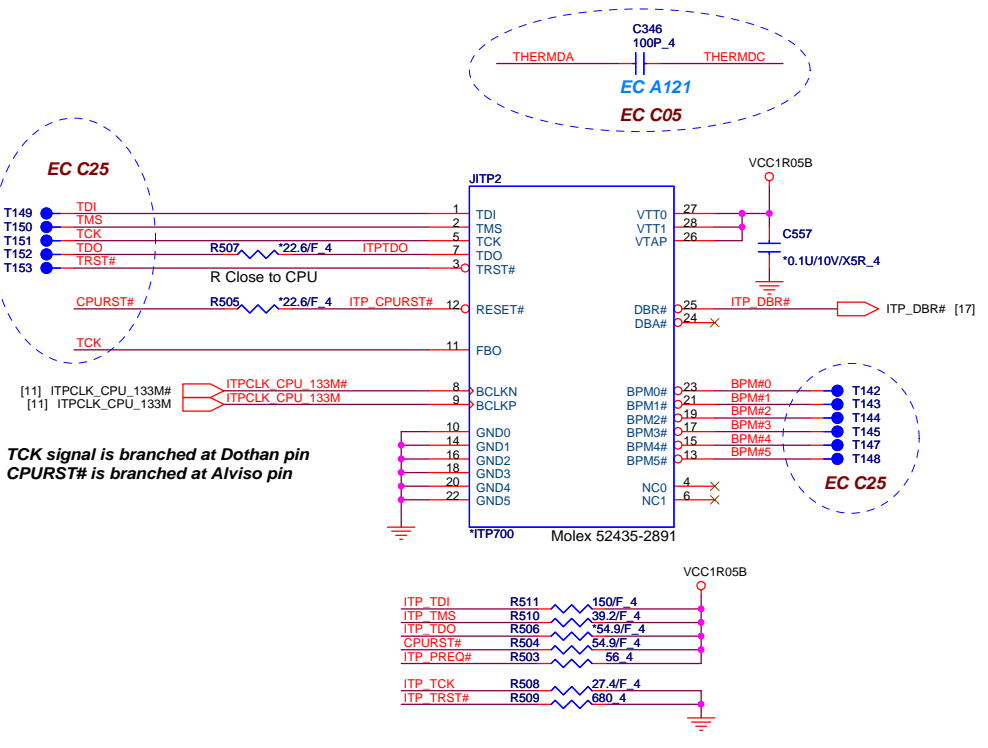 C346
100P_4
THERMDA THERMDC
EC A121
EC C05
EC C25
VCC1R05B
JITP2
T149 TDI 1 TDI VTT0 27
T150 TMS 2 TMS VTT1 28
T151 TCK 5 TCK VTAP 26
C557
*0.1U/10V/X5R_4
T152 TDO R507 *22.6/F_4 ITPTDO 7 TDO
T153 TRST# 3 TRST#
R Close to CPU
CPURST# R505 *22.6/F_4 ITP_CPURST# 12 RESET# DBR# 25 ITP_DBR# ITP_DBR# [17]
DBA# 24
TCK 11 FBO
[11] ITPCLK_CPU_133M# ITPCLK_CPU_133M# 8 BCLKN BPM0# 23 BPM#0 T142
[11] ITPCLK_CPU_133M ITPCLK_CPU_133M 9 BCLKP BPM1# 21 BPM#1 T143
BPM2# 19 BPM#2 T144
10 GND0 BPM3# 17 BPM#3 T145
14 GND1 BPM4# 15 BPM#4 T147
16 GND2 BPM5# 13 BPM#5 T148
18 GND3
20 GND4 NC0 4
22 GND5 NC1 6
EC C25
TCK signal is branched at Dothan pin
CPURST# is branched at Alviso pin
*ITP700 Molex 52435-2891
VCC1R05B
ITP_TDI R511 150/F_4
ITP_TMS R510 39.2/F_4
ITP_TDO R506 *54.9/F_4
CPURST# R504 54.9/F_4
ITP_PREQ# R503 56_4
ITP_TCK R508 27.4/F_4
ITP_TRST# R509 680_4